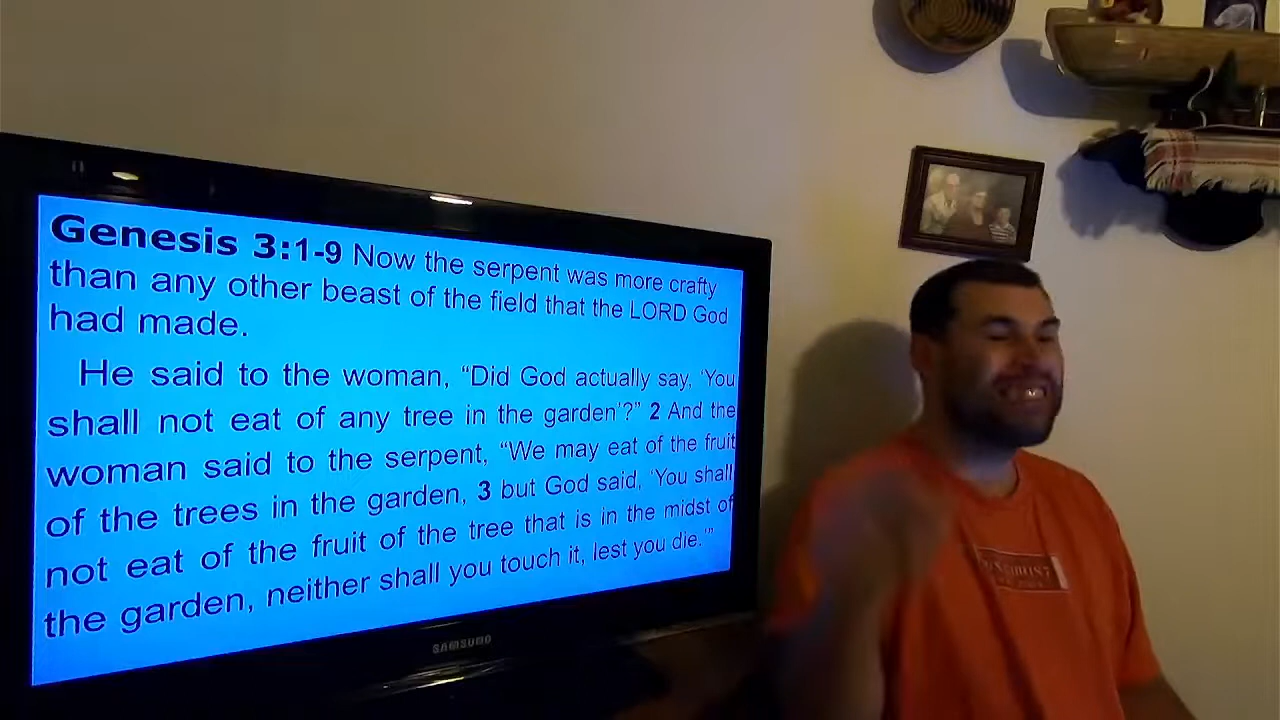 Genesis 3:1-9 Now the serpent was more crafty
than any other beast of the field that the LORD God
had made.
He said to the woman, “Did God actually say, ‘You
shall not eat of any tree in the garden’?” 2 And the
woman said to the serpent, “We may eat of the fruit
of the trees in the garden, 3 but God said, ‘You shall
not eat of the fruit of the tree that is in the midst of
the garden, neither shall you touch it, lest you die.’”
SAMSUNG